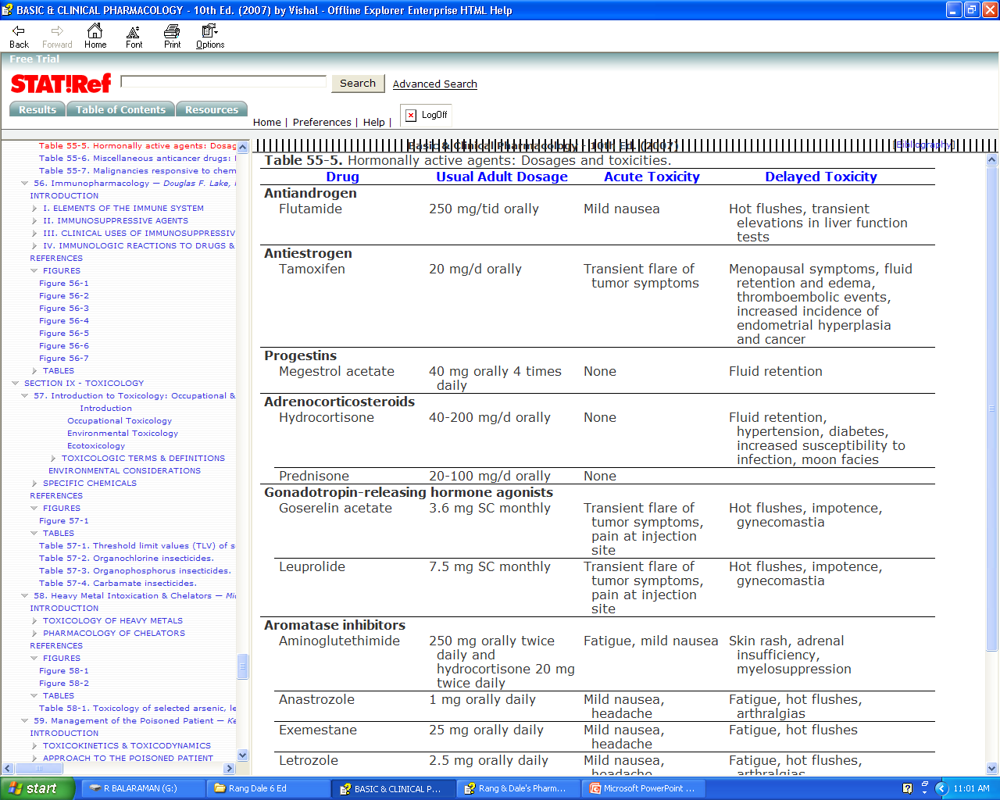 BASIC & CLINICAL PHARMACOLOGY - 10th Ed. (2007) by Vishal - Offline Explorer Enterprise HTML Help
Back Forward Home Font Print Options
Free Trial
STAT!Ref Search Advanced Search
Results Table of Contents Resources
Home | Preferences | Help | LogOff
Table 55-5. Hormonally active agents: Dosag
Table 55-6. Miscellaneous anticancer drugs:
Table 55-7. Malignancies responsive to chem
56. Immunopharmacology — Douglas F. Lake,
INTRODUCTION
I. ELEMENTS OF THE IMMUNE SYSTEM
II. IMMUNOSUPPRESSIVE AGENTS
III. CLINICAL USES OF IMMUNOSUPPRESSIV
IV. IMMUNOLOGIC REACTIONS TO DRUGS &
REFERENCES
FIGURES
Figure 56-1
Figure 56-2
Figure 56-3
Figure 56-4
Figure 56-5
Figure 56-6
Figure 56-7
TABLES
SECTION IX - TOXICOLOGY
57. Introduction to Toxicology: Occupational &
Introduction
Occupational Toxicology
Environmental Toxicology
Ecotoxicology
TOXICOLOGIC TERMS & DEFINITIONS
ENVIRONMENTAL CONSIDERATIONS
SPECIFIC CHEMICALS
REFERENCES
FIGURES
Figure 57-1
TABLES
Table 57-1. Threshold limit values (TLV) of s
Table 57-2. Organochlorine insecticides.
Table 57-3. Organophosphorus insecticides.
Table 57-4. Carbamate insecticides.
58. Heavy Metal Intoxication & Chelators — Mi
INTRODUCTION
TOXICOLOGY OF HEAVY METALS
PHARMACOLOGY OF CHELATORS
REFERENCES
FIGURES
Figure 58-1
Figure 58-2
TABLES
Table 58-1. Toxicology of selected arsenic, le
59. Management of the Poisoned Patient — Ke
INTRODUCTION
TOXICOKINETICS & TOXICODYNAMICS
APPROACH TO THE POISONED PATIENT
Basic & Clinical Pharmacology - 10th Ed. (2007) [Bibliography]
Table 55-5. Hormonally active agents: Dosages and toxicities.
Drug Usual Adult Dosage Acute Toxicity Delayed Toxicity
Antiandrogen
Flutamide 250 mg/tid orally Mild nausea Hot flushes, transient
elevations in liver function
tests
Antiestrogen
Tamoxifen 20 mg/d orally Transient flare of Menopausal symptoms, fluid
tumor symptoms retention and edema,
thromboembolic events,
increased incidence of
endometrial hyperplasia
and cancer
Progestins
Megestrol acetate 40 mg orally 4 times None Fluid retention
daily
Adrenocorticosteroids
Hydrocortisone 40-200 mg/d orally None Fluid retention,
hypertension, diabetes,
increased susceptibility to
infection, moon facies
Prednisone 20-100 mg/d orally None
Gonadotropin-releasing hormone agonists
Goserelin acetate 3.6 mg SC monthly Transient flare of Hot flushes, impotence,
tumor symptoms, gynecomastia
pain at injection
site
Leuprolide 7.5 mg SC monthly Transient flare of Hot flushes, impotence,
tumor symptoms, gynecomastia
pain at injection
site
Aromatase inhibitors
Aminoglutethimide 250 mg orally twice Fatigue, mild nausea Skin rash, adrenal
daily and insufficiency,
hydrocortisone 20 mg myelosuppression
twice daily
Anastrozole 1 mg orally daily Mild nausea, Fatigue, hot flushes,
headache arthralgias
Exemestane 25 mg orally daily Mild nausea, Fatigue, hot flushes
headache
Letrozole 2.5 mg orally daily Mild nausea, Fatigue, hot flushes,
headache arthralgias
start R BALARAMAN (G:) Rang Dale 6 Ed BASIC & CLINICAL P... Rang & Dale's Pharm... Microsoft PowerPoint ... 11:01 AM